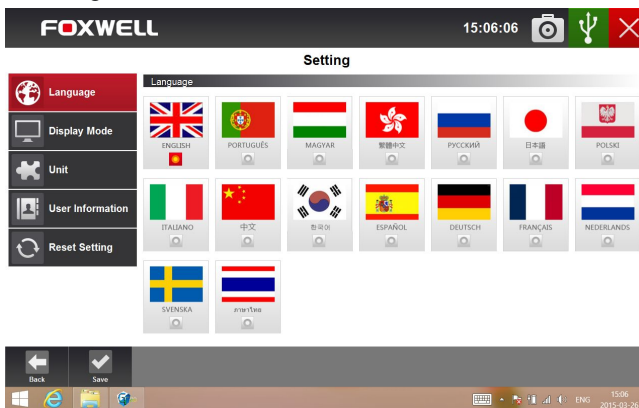 FOXWELL 15:06:06
Setting
Language
Language
ENGLISH PORTUGUÊS MAGYAR 繁體中文 РУССКИЙ 日本語 POLSKI
Display Mode
Unit
User Information
ITALIANO 中文 한국어 ESPAÑOL DEUTSCH FRANÇAIS NEDERLANDS
Reset Setting
SVENSKA ภาษาไทย
Back Save
ENG 15:06
2015-03-26